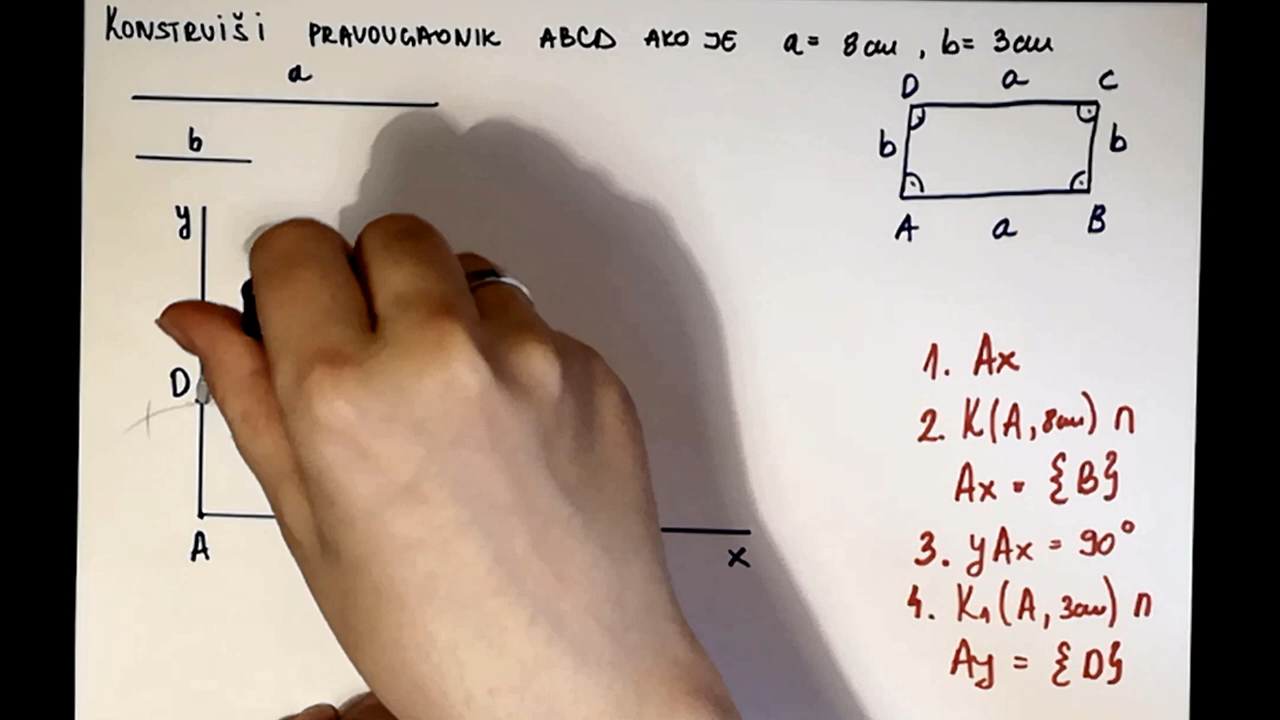 KONSTRUIŠI PRAVOUGAONIK ABCD AKO JE a = 8cm, b = 3cm
a
b
y
D
A
x
D a C
b b
A a B
1. Ax
2. K(A, 8cm) ∩
Ax = {B}
3. yAx = 90°
4. K₁(A, 3cm) ∩
Ay = {D}